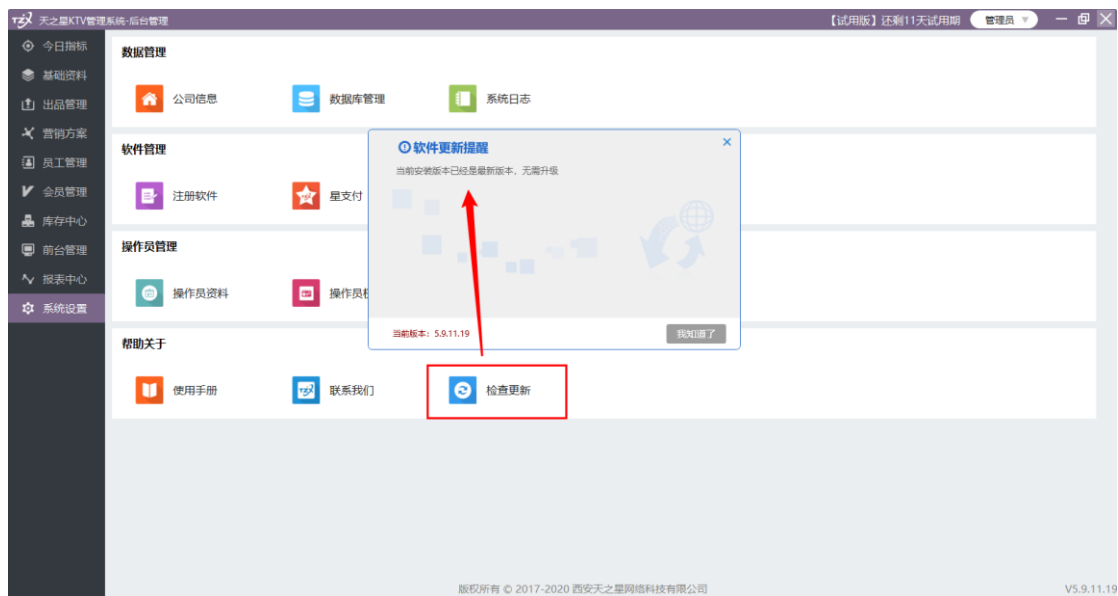 TZX 天之星KTV管理系统-后台管理
【试用版】还剩11天试用期
管理员
今日指标
基础资料
出品管理
营销方案
员工管理
会员管理
库存中心
前台管理
报表中心
系统设置
数据管理
公司信息
数据库管理
系统日志
软件管理
注册软件
星支付
操作员管理
操作员资料
操作员
帮助关于
使用手册
联系我们
检查更新
软件更新提醒
当前安装版本已经是最新版本，无需升级
当前版本：5.9.11.19
我知道了
版权所有 © 2017-2020 西安天之星网络科技有限公司
V5.9.11.19